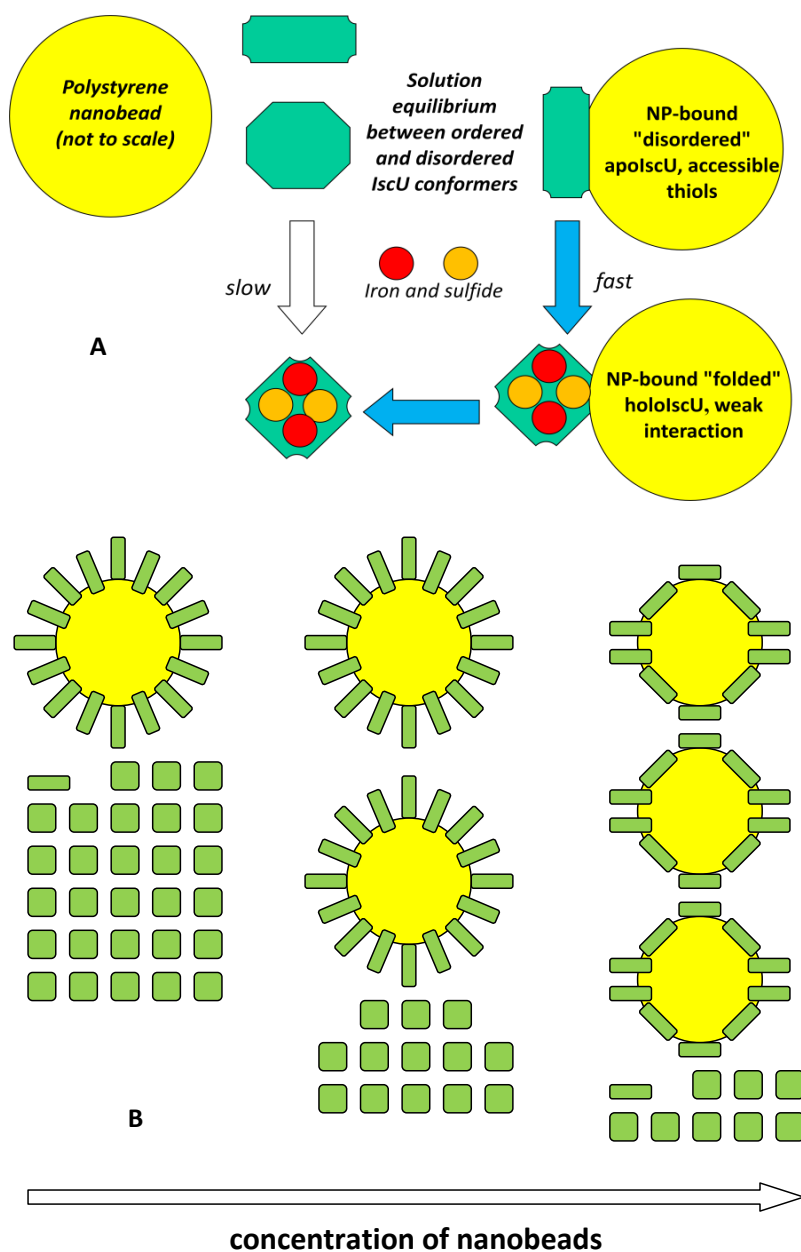 Polystyrene
nanobead
(not to scale)
Solution
equilibrium
between ordered
and disordered
IscU conformers
NP-bound
"disordered"
apoIscU, accessible
thiols
slow
Iron and sulfide
fast
A
NP-bound "folded"
holoIscU, weak
interaction
B
concentration of nanobeads